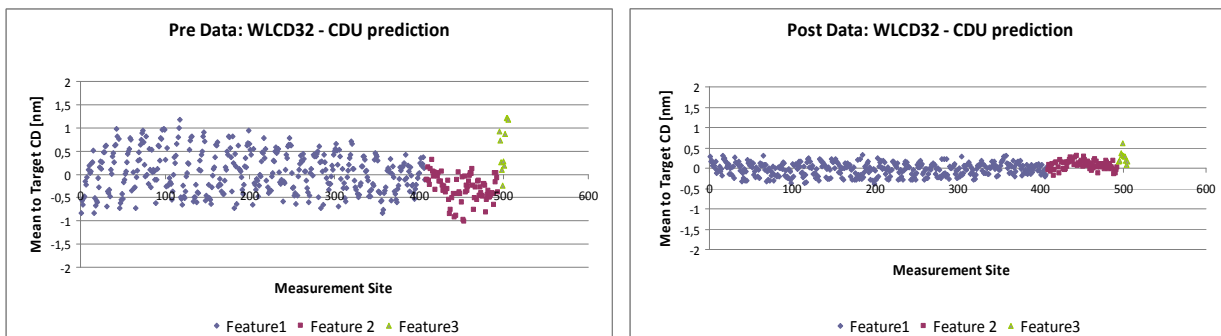 Pre Data: WLCD32 - CDU prediction
Mean to Target CD [nm]
2
1,5
1
0,5
0
-0,5
-1
-1,5
-2
0
100
200
300
400
500
600
Measurement Site
Feature1
Feature 2
Feature3
Post Data: WLCD32 - CDU prediction
Mean to Target CD [nm]
2
1,5
1
0,5
0
-0,5
-1
-1,5
-2
0
100
200
300
400
500
600
Measurement Site
Feature1
Feature 2
Feature3